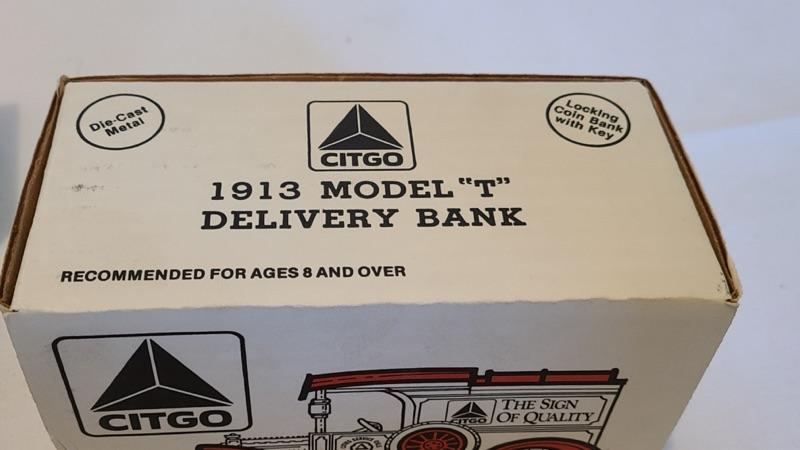 Die-Cast
Metal
CITGO
Locking
Coin Bank
with Key
1913 MODEL "T"
DELIVERY BANK
RECOMMENDED FOR AGES 8 AND OVER
CITGO
CITGO
THE SIGN
OF QUALITY